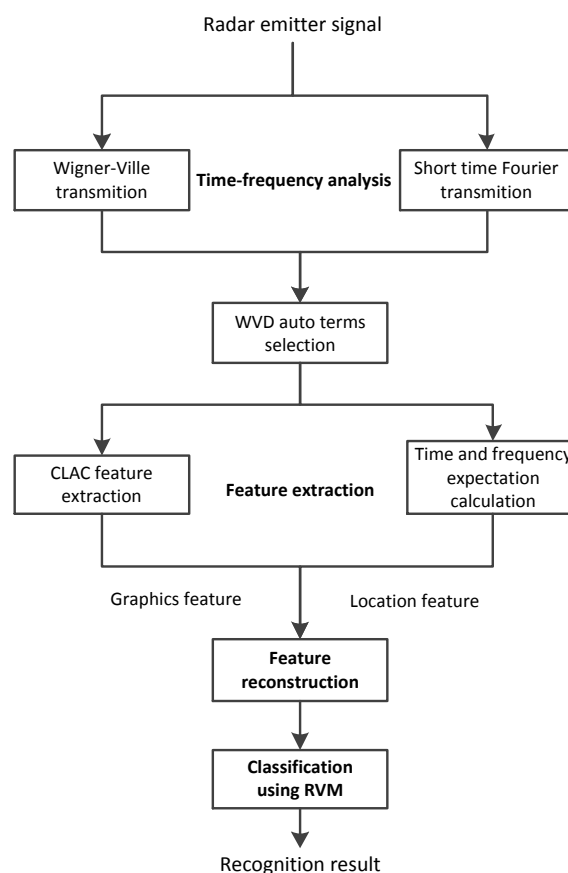 Radar emitter signal
Wigner-Ville
transmition
Time-frequency analysis
Short time Fourier
transmition
WVD auto terms
selection
CLAC feature
extraction
Feature extraction
Time and frequency
expectation
calculation
Graphics feature
Location feature
Feature
reconstruction
Classification
using RVM
Recognition result